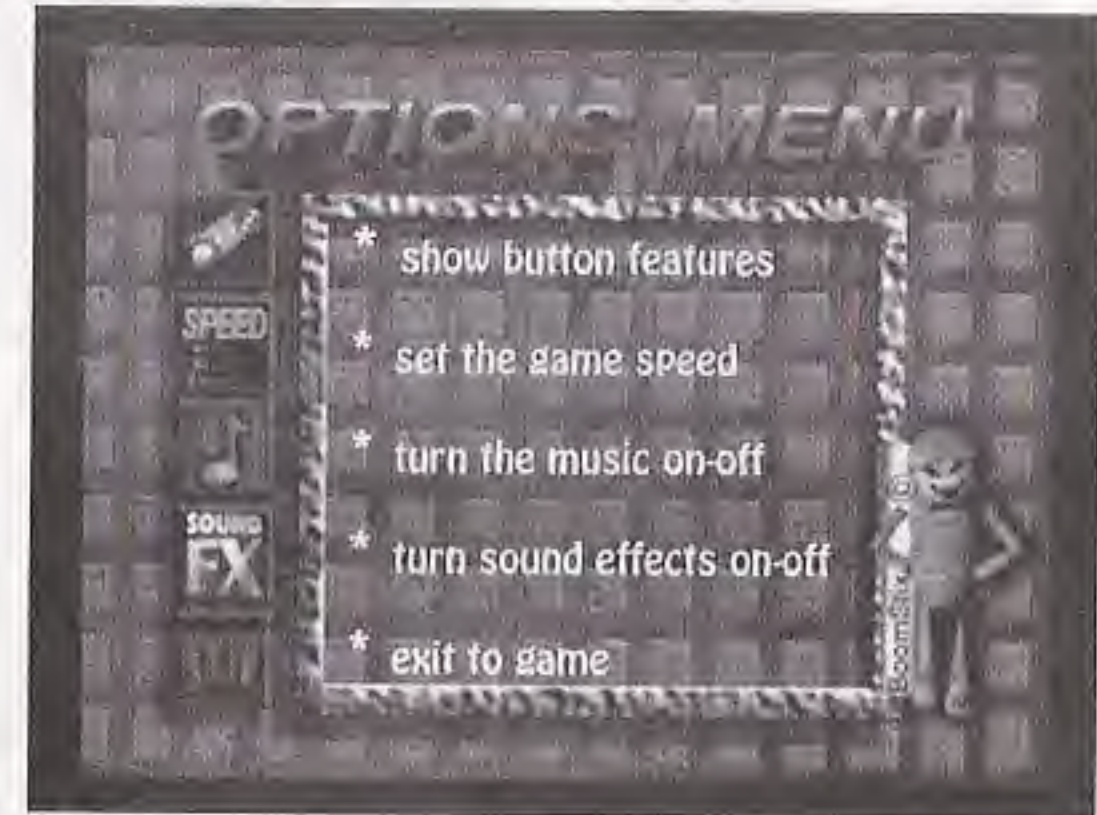 OPTIONS MENU
* show button features
SPEED
* set the game speed
* turn the music on-off
SOUND
FX
* turn sound effects on-off
* exit to game